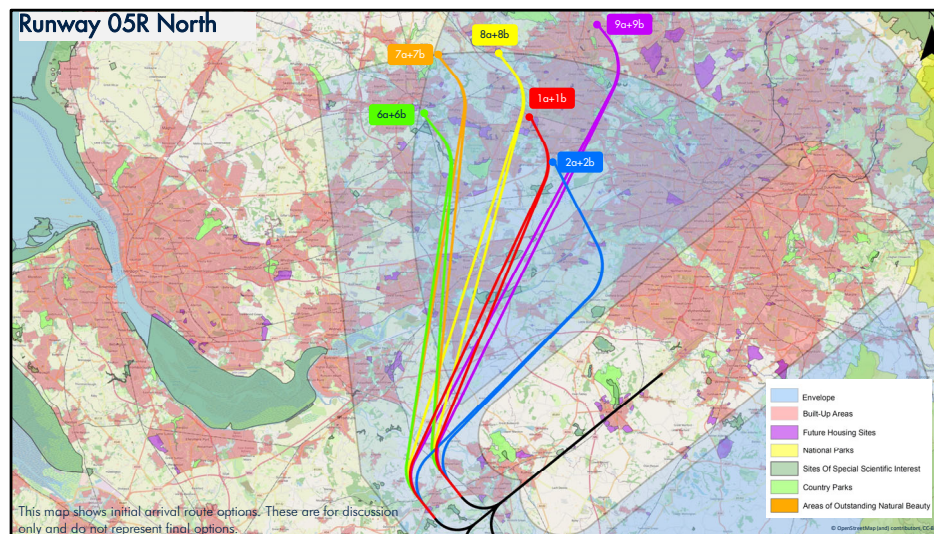 Runway 05R North
9a+9b
8a+8b
7a+7b
1a+1b
6a+6b
2a+2b
Envelope
Built-Up Areas
Future Housing Sites
National Parks
Sites Of Special Scientific Interest
Country Parks
Areas of Outstanding Natural Beauty
This map shows initial arrival route options. These are for discussion
only and do not represent final options.
© OpenStreetMap (and) contributors, CC-B